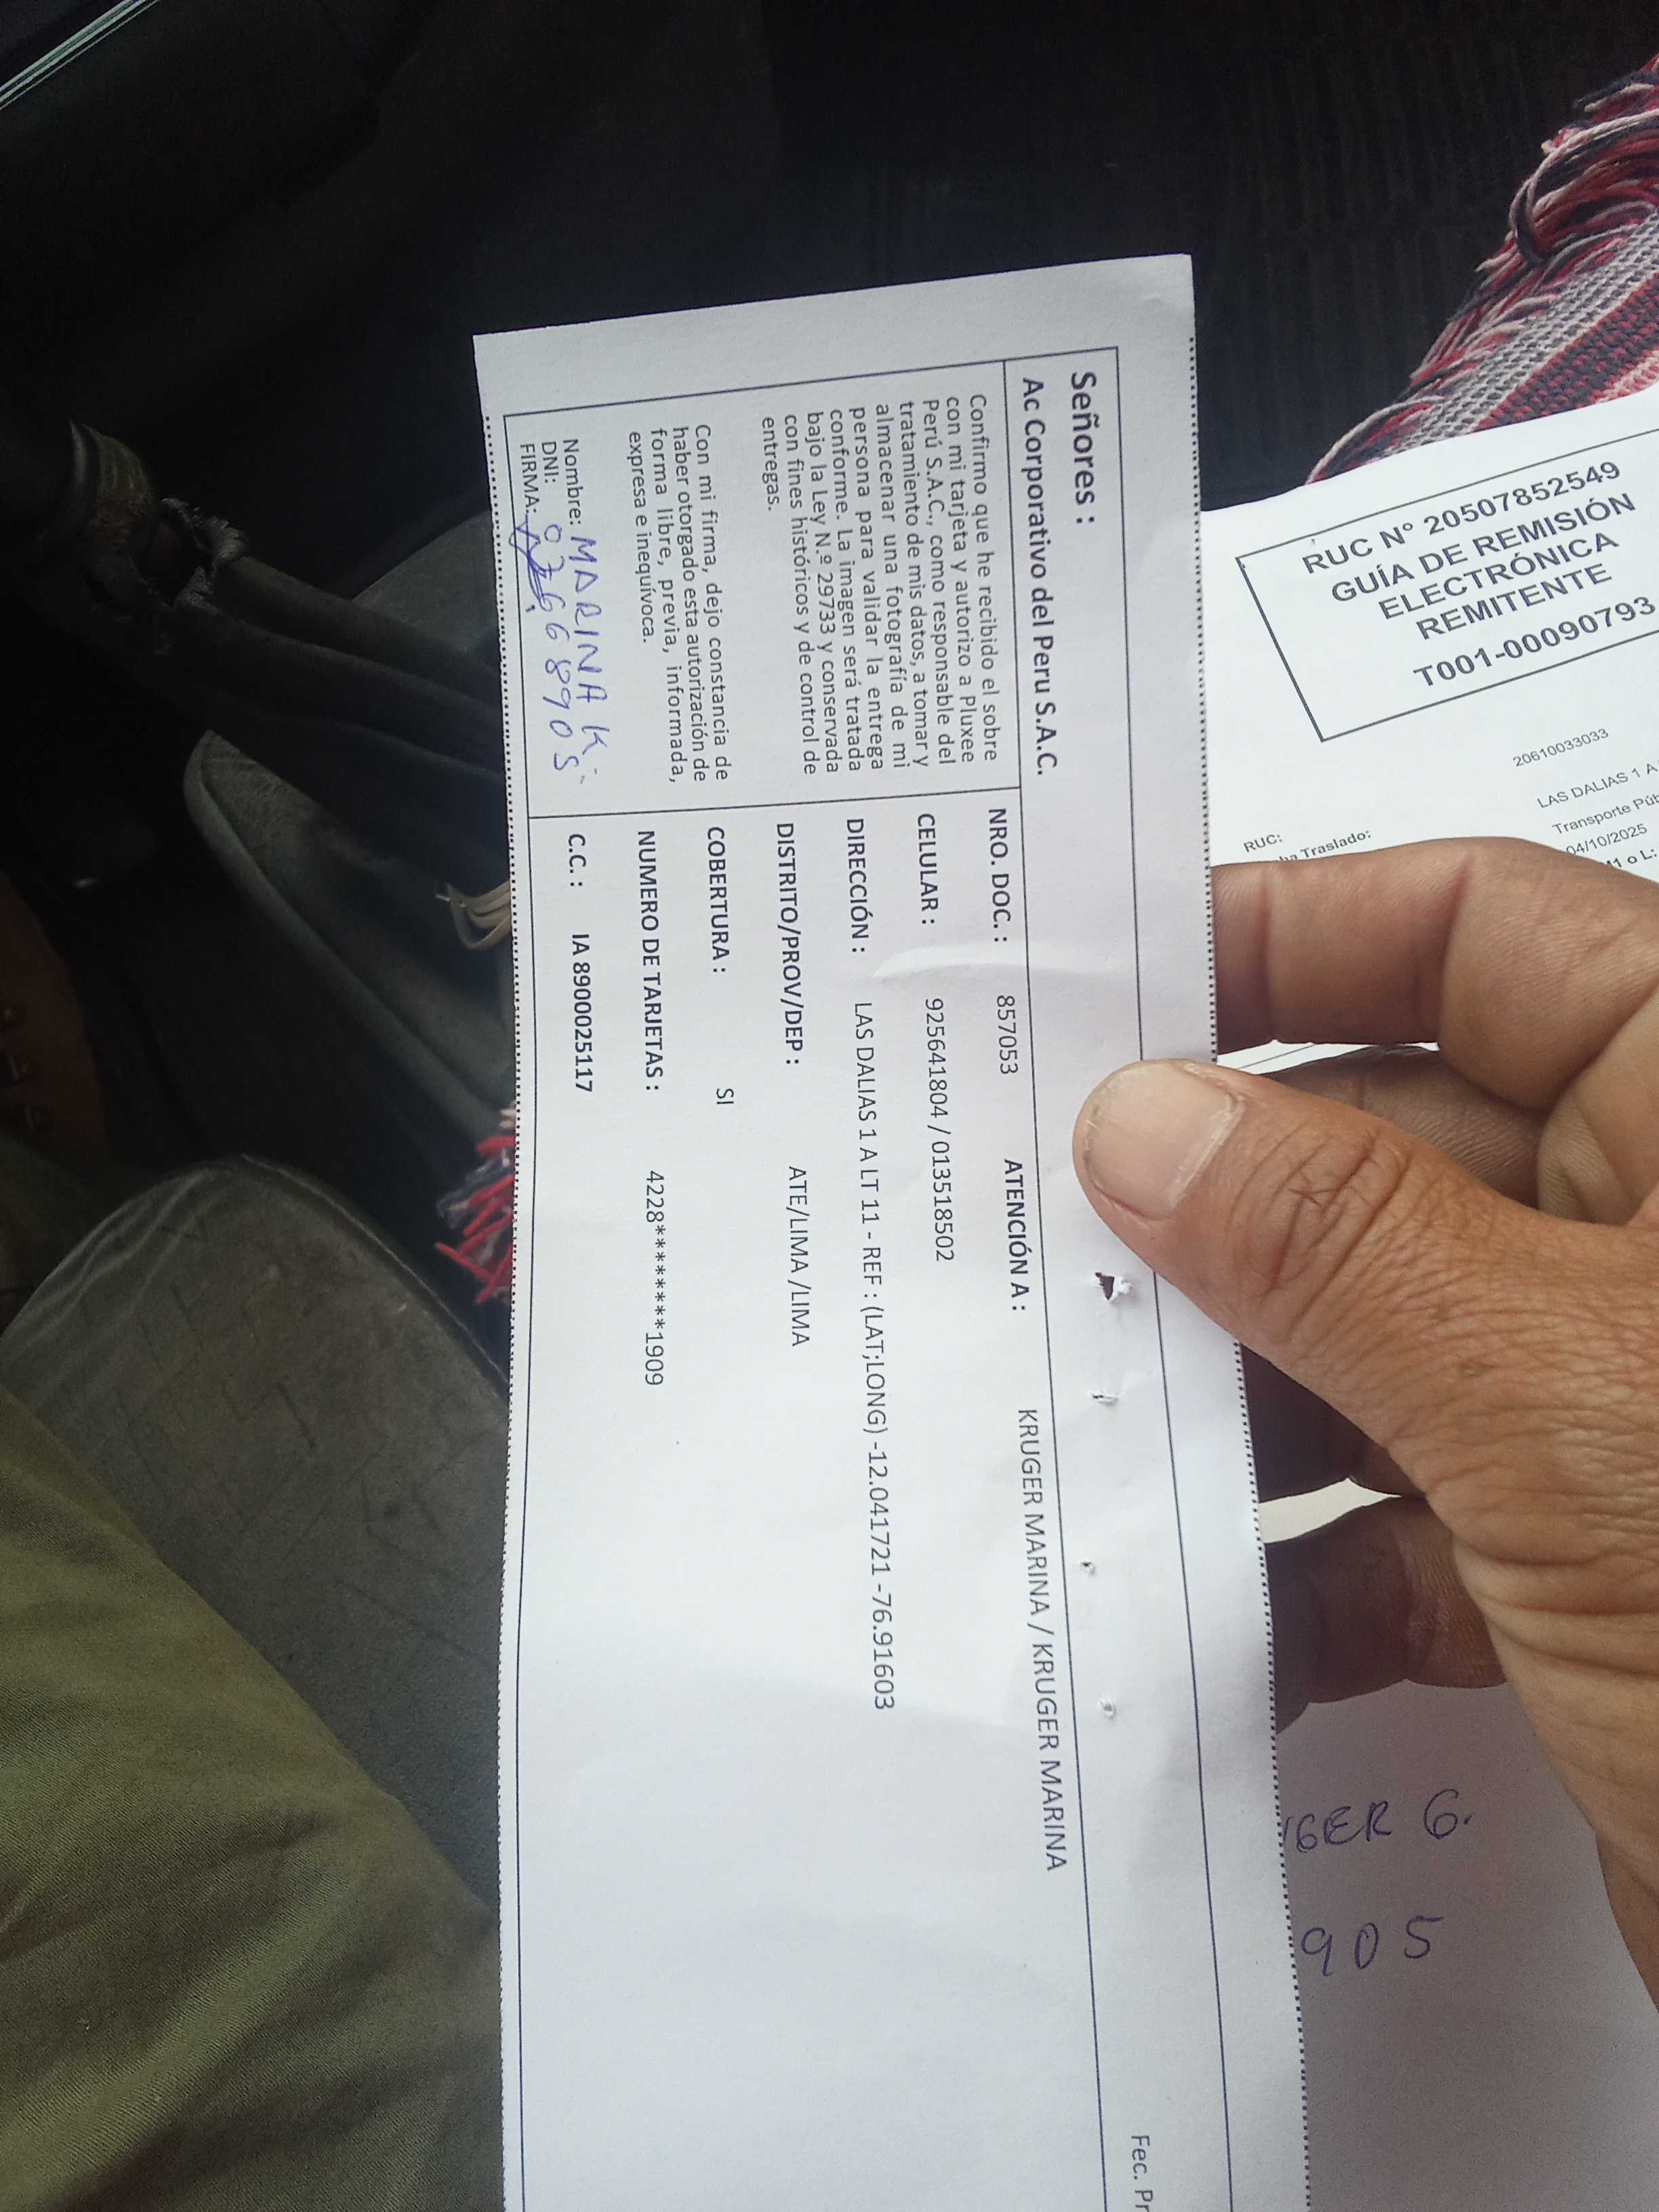 Señores :
Ac Corporativo del Peru S.A.C.
Confirmo que he recibido el sobre
con mi tarjeta y autorizo a Pluxee
Perú S.A.C., como responsable del
tratamiento de mis datos, a tomar y
almacenar una fotografía de mi
persona para validar la entrega
conforme. La imagen será tratada
bajo la Ley N.º 29733 y conservada
con fines históricos y de control de
entregas.
Con mi firma, dejo constancia de
haber otorgado esta autorización de
forma libre, previa, informada,
expresa e inequívoca.
Nombre: MARINA K.
DNI: 07668905
FIRMA:
NRO. DOC. : 857053 ATENCIÓN A : KRUGER MARINA / KRUGER MARINA
CELULAR : 925641804 / 013518502
DIRECCIÓN : LAS DALIAS 1 A LT 11 - REF : (LAT;LONG) -12.041721 -76.91603
DISTRITO/PROV/DEP : ATE/LIMA /LIMA
COBERTURA : SI
NUMERO DE TARJETAS : 4228********1909
C.C. : IA 8900025117
Fec. Pr
RUC N° 20507852549
GUÍA DE REMISIÓN
ELECTRÓNICA
REMITENTE
T001-00090793
20610033033
LAS DALIAS 1 A
RUC: Transporte Púb
ha Traslado: 04/10/2025
M1 o L:
GER G.
905